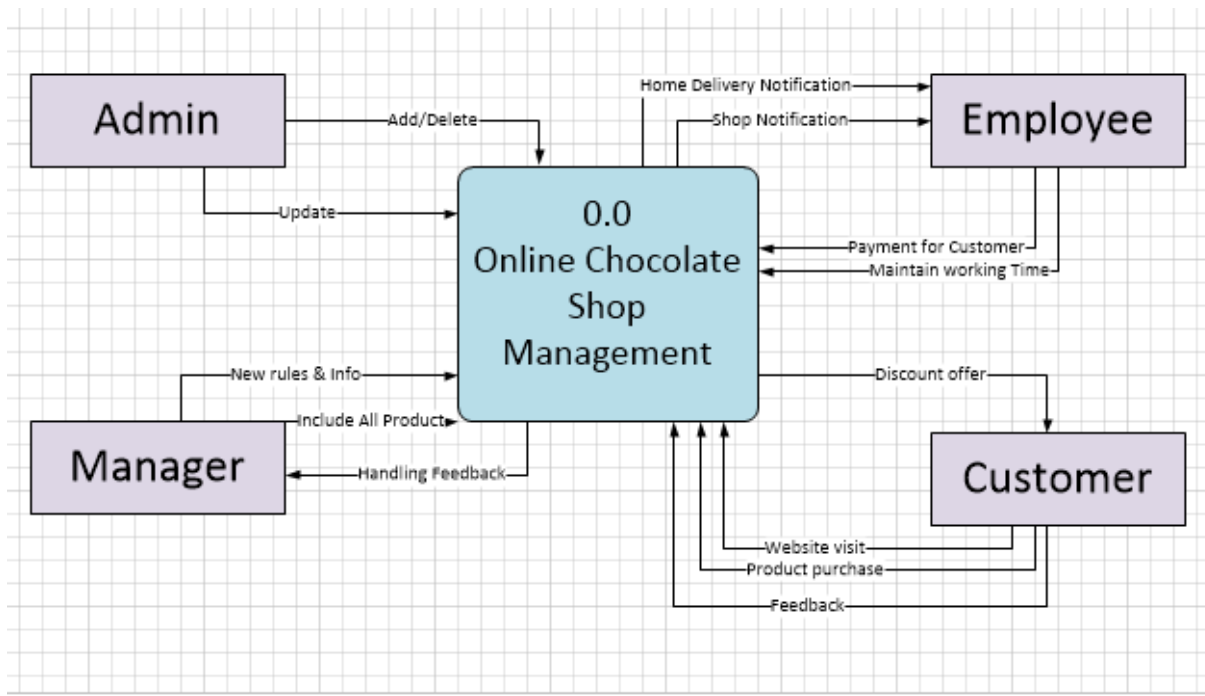 Home Delivery Notification
Admin
Add/Delete
Shop Notification
Employee
Update
0.0
Online Chocolate
Shop
Management
Payment for Customer
Maintain working Time
New rules & Info
Discount offer
Include All Product
Manager
Handling Feedback
Customer
Website visit
Product purchase
Feedback